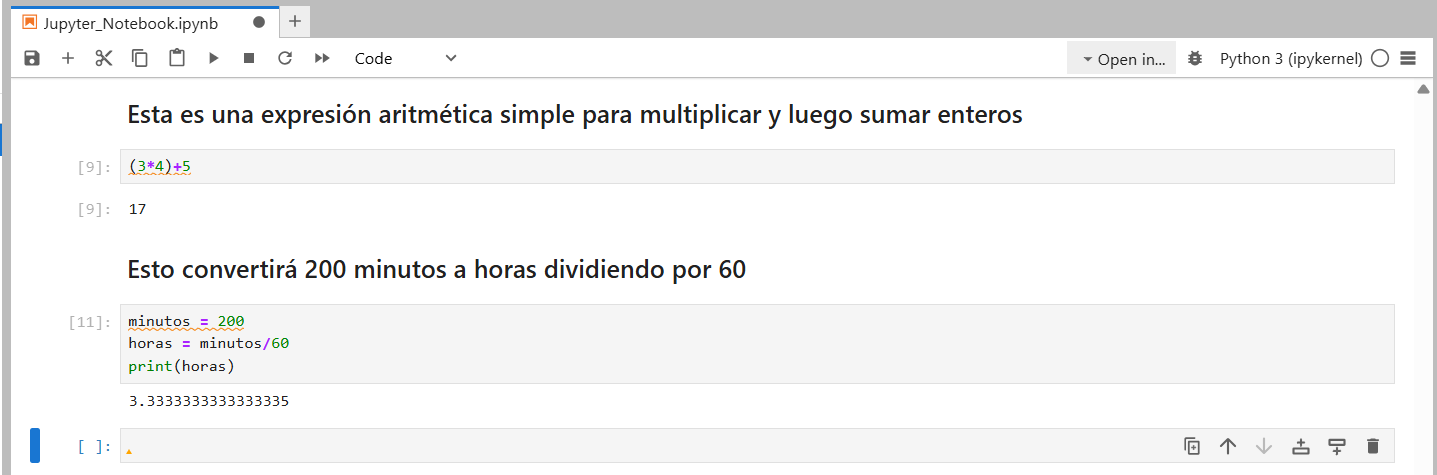 Jupyter_Notebook.ipynb
Code
Open in...
Python 3 (ipykernel)
Esta es una expresión aritmética simple para multiplicar y luego sumar enteros
[9]: (3*4)+5
[9]: 17
Esto convertirá 200 minutos a horas dividiendo por 60
[11]: minutos = 200
horas = minutos/60
print(horas)
3.3333333333333335
[ ]: